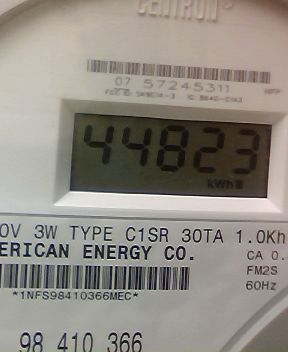 CENTRON®
07 57245311
44823
kWh
0V 3W TYPE C1SR 30TA 1.0Kh
ERICAN ENERGY CO.
CA 0.
FM2S
60Hz
*1NFS98410366MEC*
98 410 366